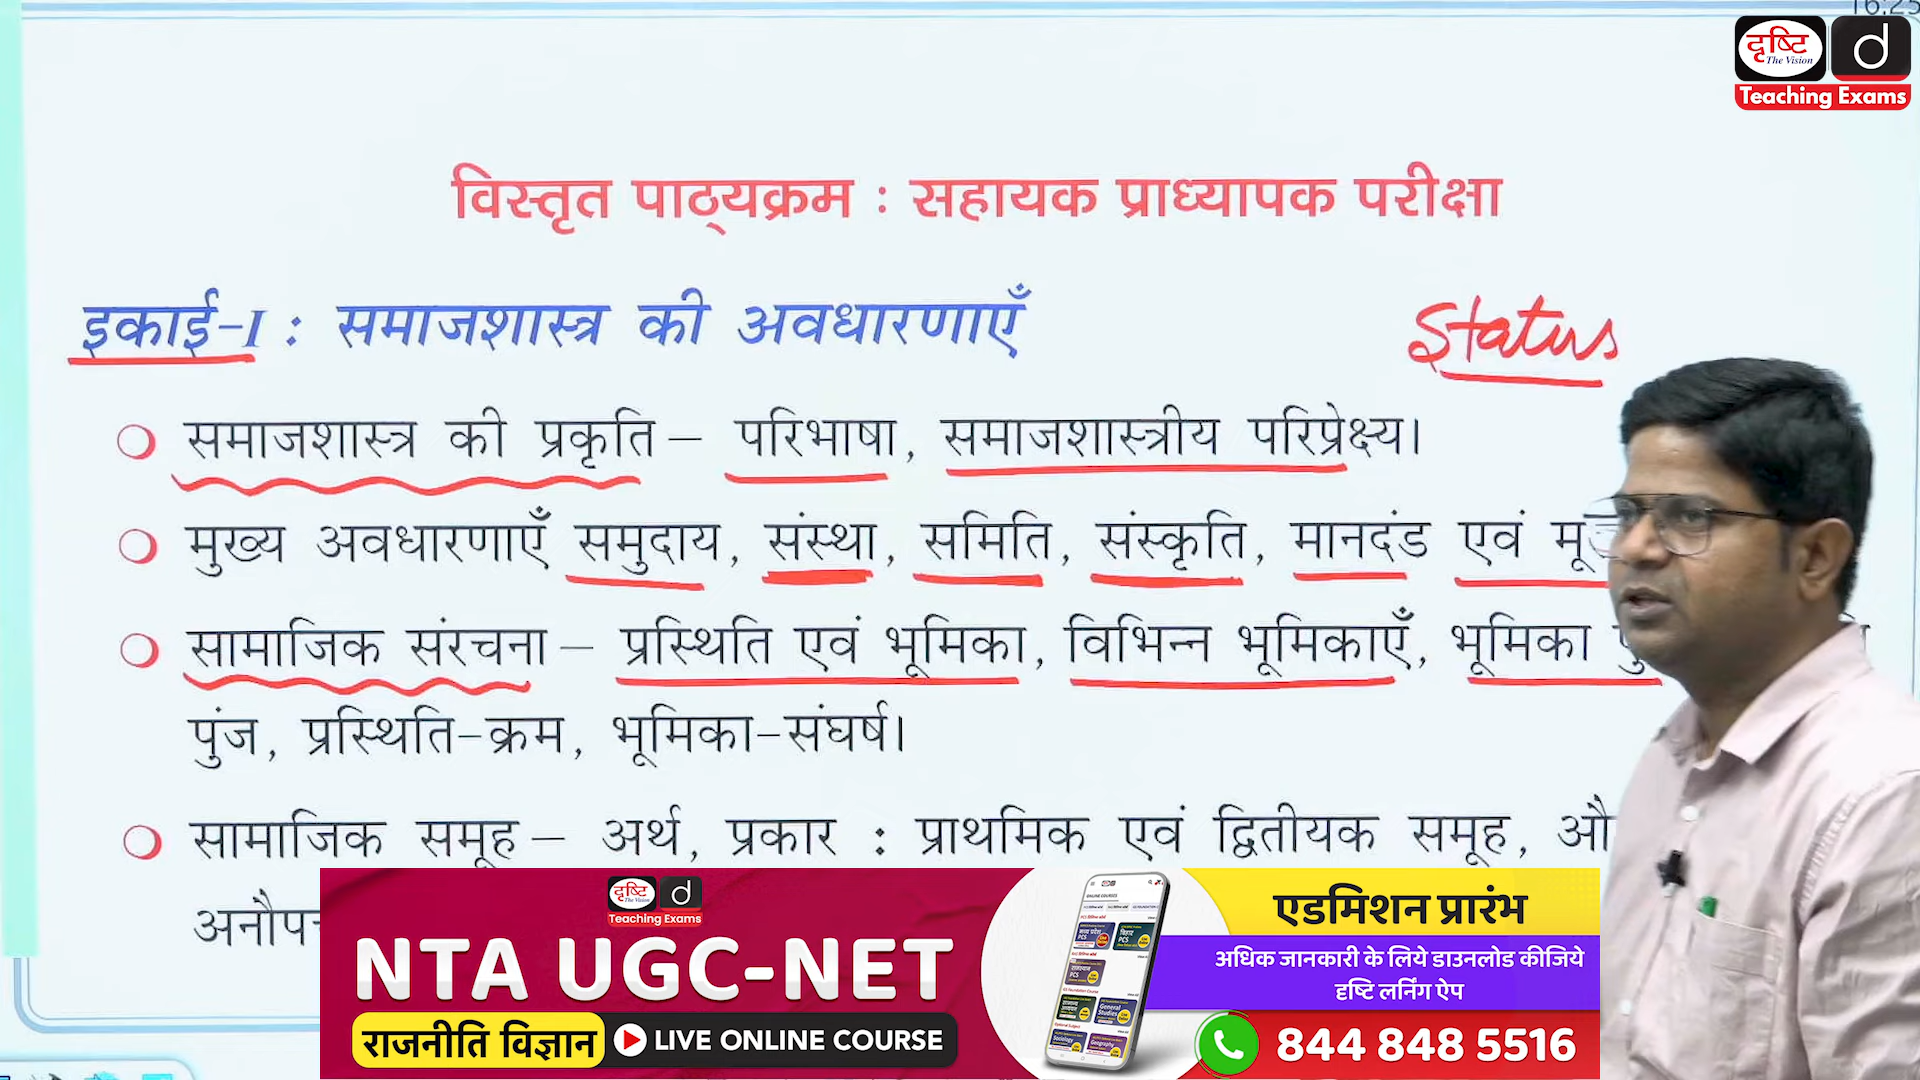 16:25
दृष्टि
The Vision
d
Teaching Exams
विस्तृत पाठ्यक्रम : सहायक प्राध्यापक परीक्षा
इकाई-I : समाजशास्त्र की अवधारणाएँ
Status
समाजशास्त्र की प्रकृति – परिभाषा, समाजशास्त्रीय परिप्रेक्ष्य।
मुख्य अवधारणाएँ समुदाय, संस्था, समिति, संस्कृति, मानदंड एवं
सामाजिक संरचना – प्रस्थिति एवं भूमिका, विभिन्न भूमिकाएँ, भूमिका
पुंज, प्रस्थिति-क्रम, भूमिका-संघर्ष।
सामाजिक समूह – अर्थ, प्रकार : प्राथमिक एवं द्वितीयक समूह,
दृष्टि
The Vision
d
Teaching Exams
NTA UGC-NET
राजनीति विज्ञान
LIVE ONLINE COURSE
एडमिशन प्रारंभ
अधिक जानकारी के लिये डाउनलोड कीजिये
दृष्टि लर्निंग ऐप
844 848 5516